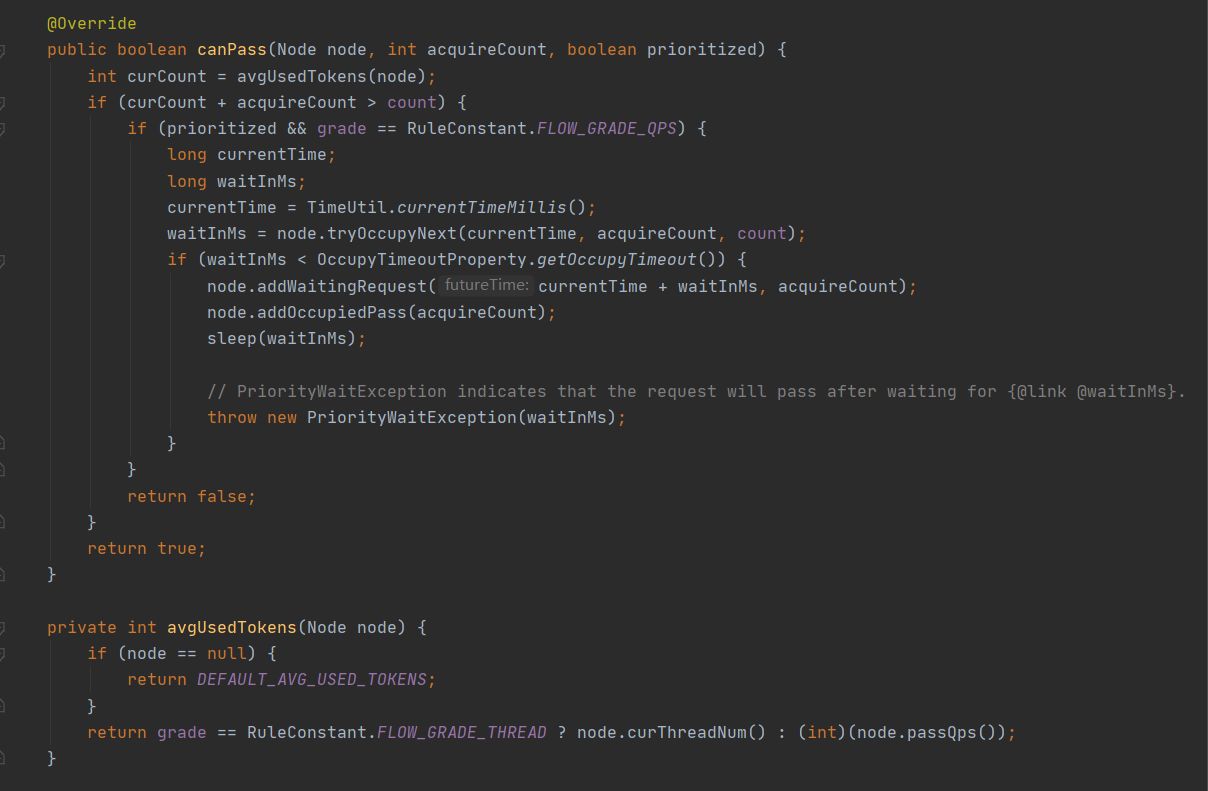 @Override
public boolean canPass(Node node, int acquireCount, boolean prioritized) {
    int curCount = avgUsedTokens(node);
    if (curCount + acquireCount > count) {
        if (prioritized && grade == RuleConstant.FLOW_GRADE_QPS) {
            long currentTime;
            long waitInMs;
            currentTime = TimeUtil.currentTimeMillis();
            waitInMs = node.tryOccupyNext(currentTime, acquireCount, count);
            if (waitInMs < OccupyTimeoutProperty.getOccupyTimeout()) {
                node.addWaitingRequest( futureTime: currentTime + waitInMs, acquireCount);
                node.addOccupiedPass(acquireCount);
                sleep(waitInMs);

                // PriorityWaitException indicates that the request will pass after waiting for {@link @waitInMs}.
                throw new PriorityWaitException(waitInMs);
            }
        }
        return false;
    }
    return true;
}

private int avgUsedTokens(Node node) {
    if (node == null) {
        return DEFAULT_AVG_USED_TOKENS;
    }
    return grade == RuleConstant.FLOW_GRADE_THREAD ? node.curThreadNum() : (int)(node.passQps());
}